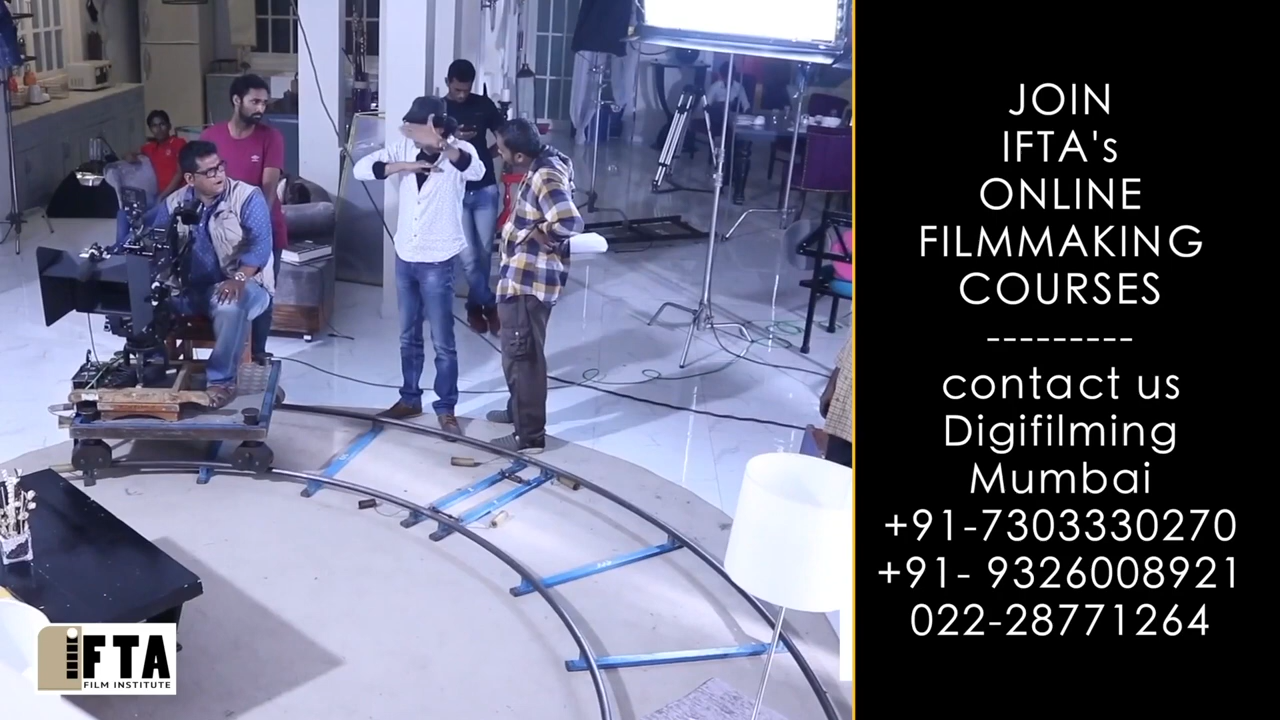 JOIN
IFTA's
ONLINE
FILMMAKING
COURSES
---------
contact us
Digifilming
Mumbai
+91-7303330270
+91- 9326008921
022-28771264
iFTA
FILM INSTITUTE